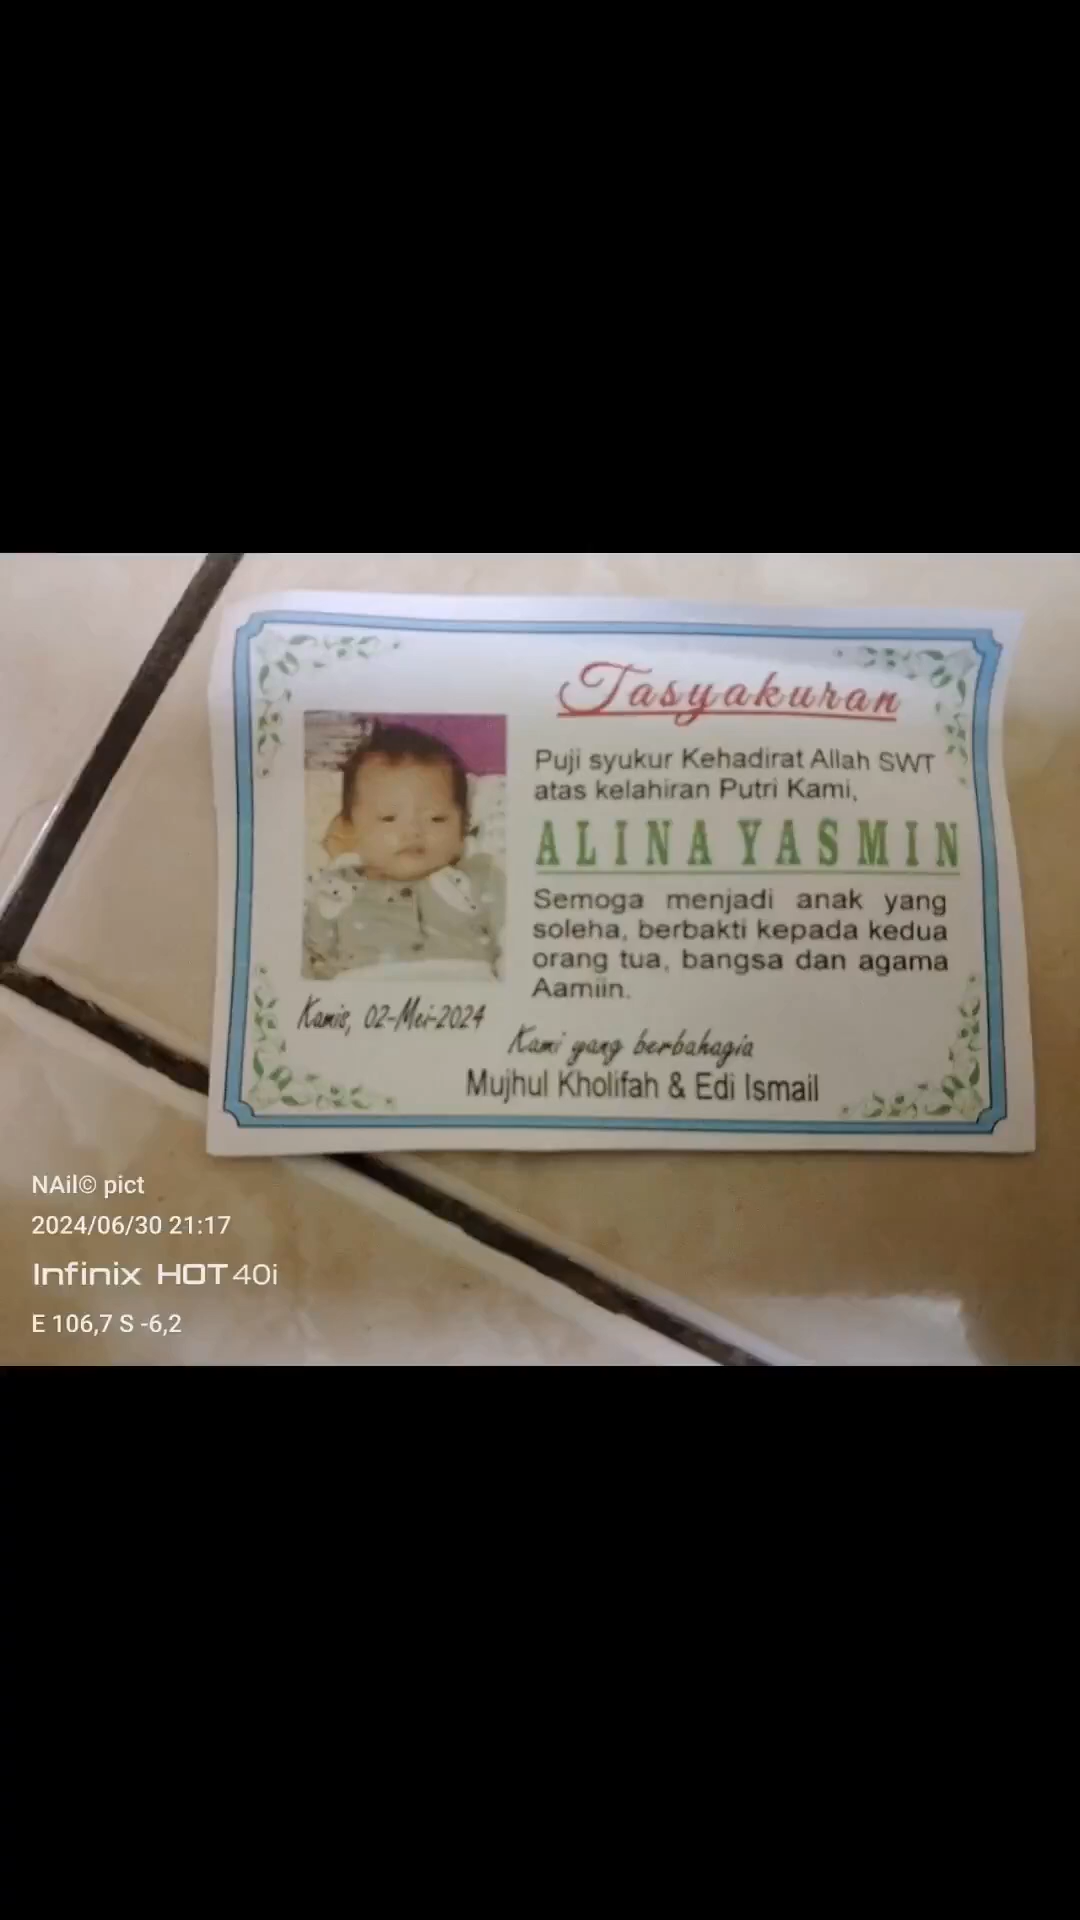 Tasyakuran
Puji syukur Kehadirat Allah SWT
atas kelahiran Putri Kami,
ALINA YASMIN
Semoga menjadi anak yang
soleha, berbakti kepada kedua
orang tua, bangsa dan agama
Aamiin.
Kamis, 02-Mei-2024
Kami yang berbahagia
Mujhul Kholifah & Edi Ismail
NAil© pict
2024/06/30 21:17
Infinix HOT 40i
E 106,7 S -6,2